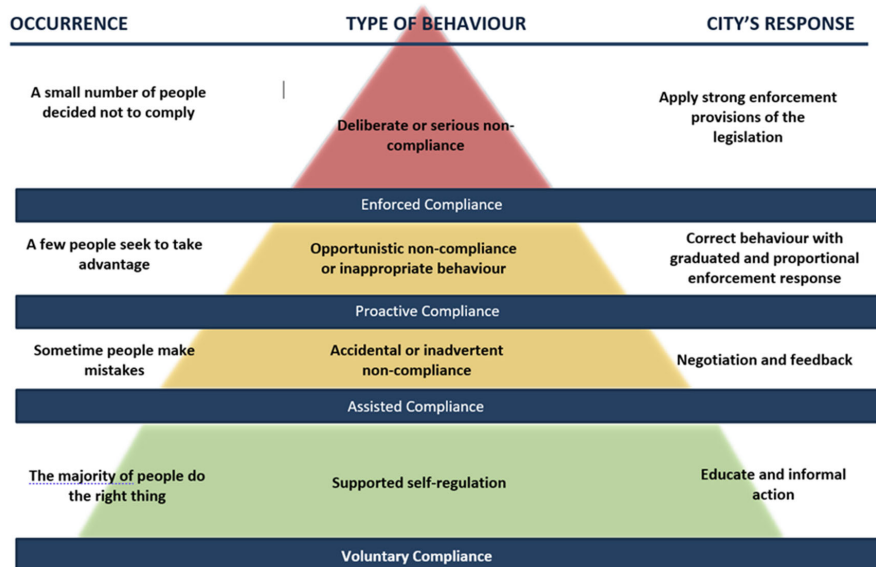 OCCURRENCE TYPE OF BEHAVIOUR CITY'S RESPONSE
A small number of people
decided not to comply
Deliberate or serious non-
compliance
Apply strong enforcement
provisions of the
legislation
Enforced Compliance
A few people seek to take
advantage
Opportunistic non-compliance
or inappropriate behaviour
Correct behaviour with
graduated and proportional
enforcement response
Proactive Compliance
Sometime people make
mistakes
Accidental or inadvertent
non-compliance
Negotiation and feedback
Assisted Compliance
The majority of people do
the right thing
Supported self-regulation
Educate and informal
action
Voluntary Compliance